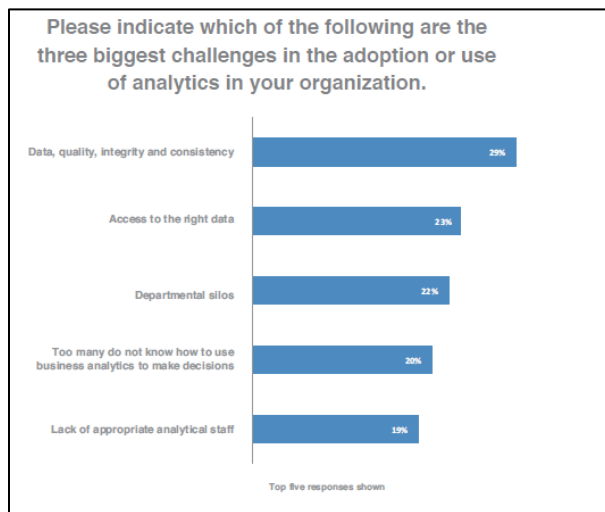 Please indicate which of the following are the
three biggest challenges in the adoption or use
of analytics in your organization.
Data, quality, integrity and consistency
29%
Access to the right data
23%
Departmental silos
22%
Too many do not know how to use
business analytics to make decisions
20%
Lack of appropriate analytical staff
19%
Top five responses shown